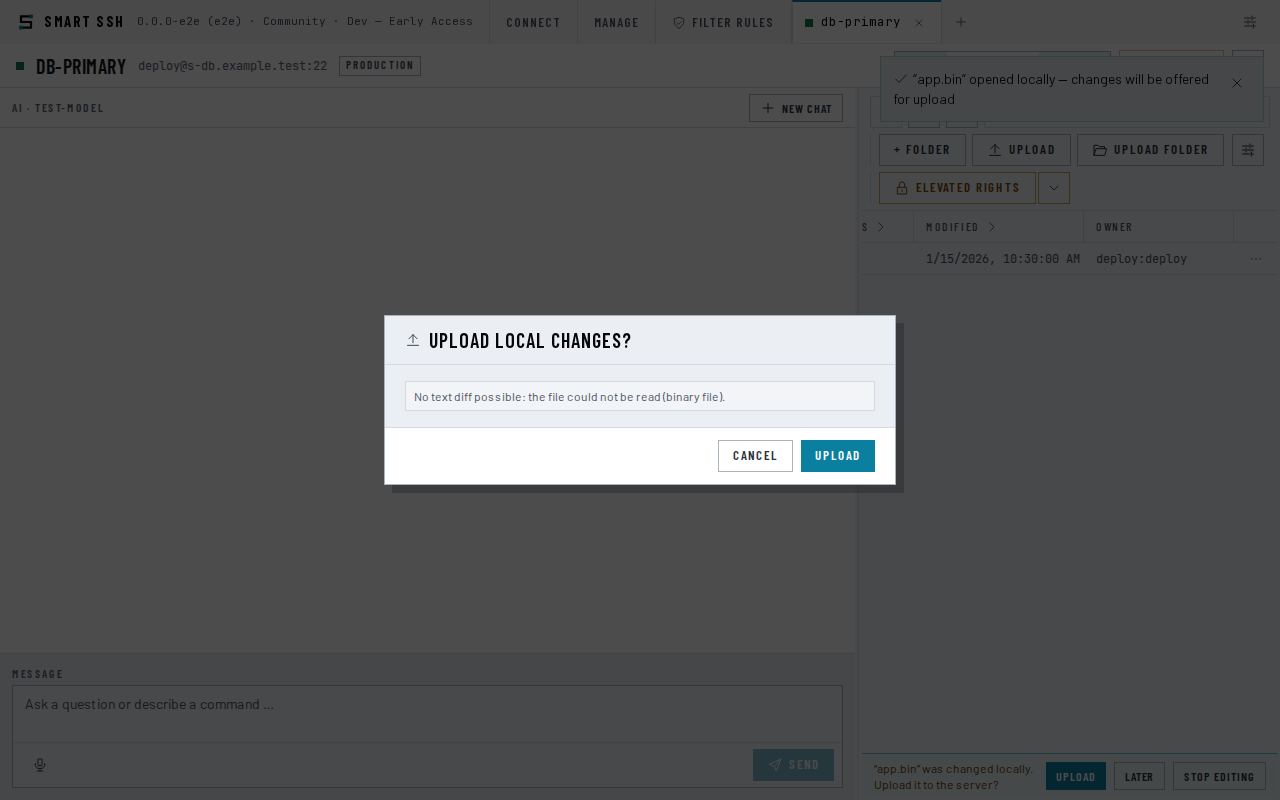 SMART SSH 0.0.0-e2e (e2e) · Community · Dev — Early Access CONNECT MANAGE FILTER RULES db-primary
DB-PRIMARY deploy@s-db.example.test:22 PRODUCTION
“app.bin” opened locally — changes will be offered
for upload
AI · TEST-MODEL NEW CHAT
+ FOLDER UPLOAD UPLOAD FOLDER
ELEVATED RIGHTS
S MODIFIED OWNER
1/15/2026, 10:30:00 AM deploy:deploy ...
UPLOAD LOCAL CHANGES?
No text diff possible: the file could not be read (binary file).
CANCEL UPLOAD
MESSAGE
Ask a question or describe a command ...
SEND
“app.bin” was changed locally.
Upload it to the server?
UPLOAD LATER STOP EDITING